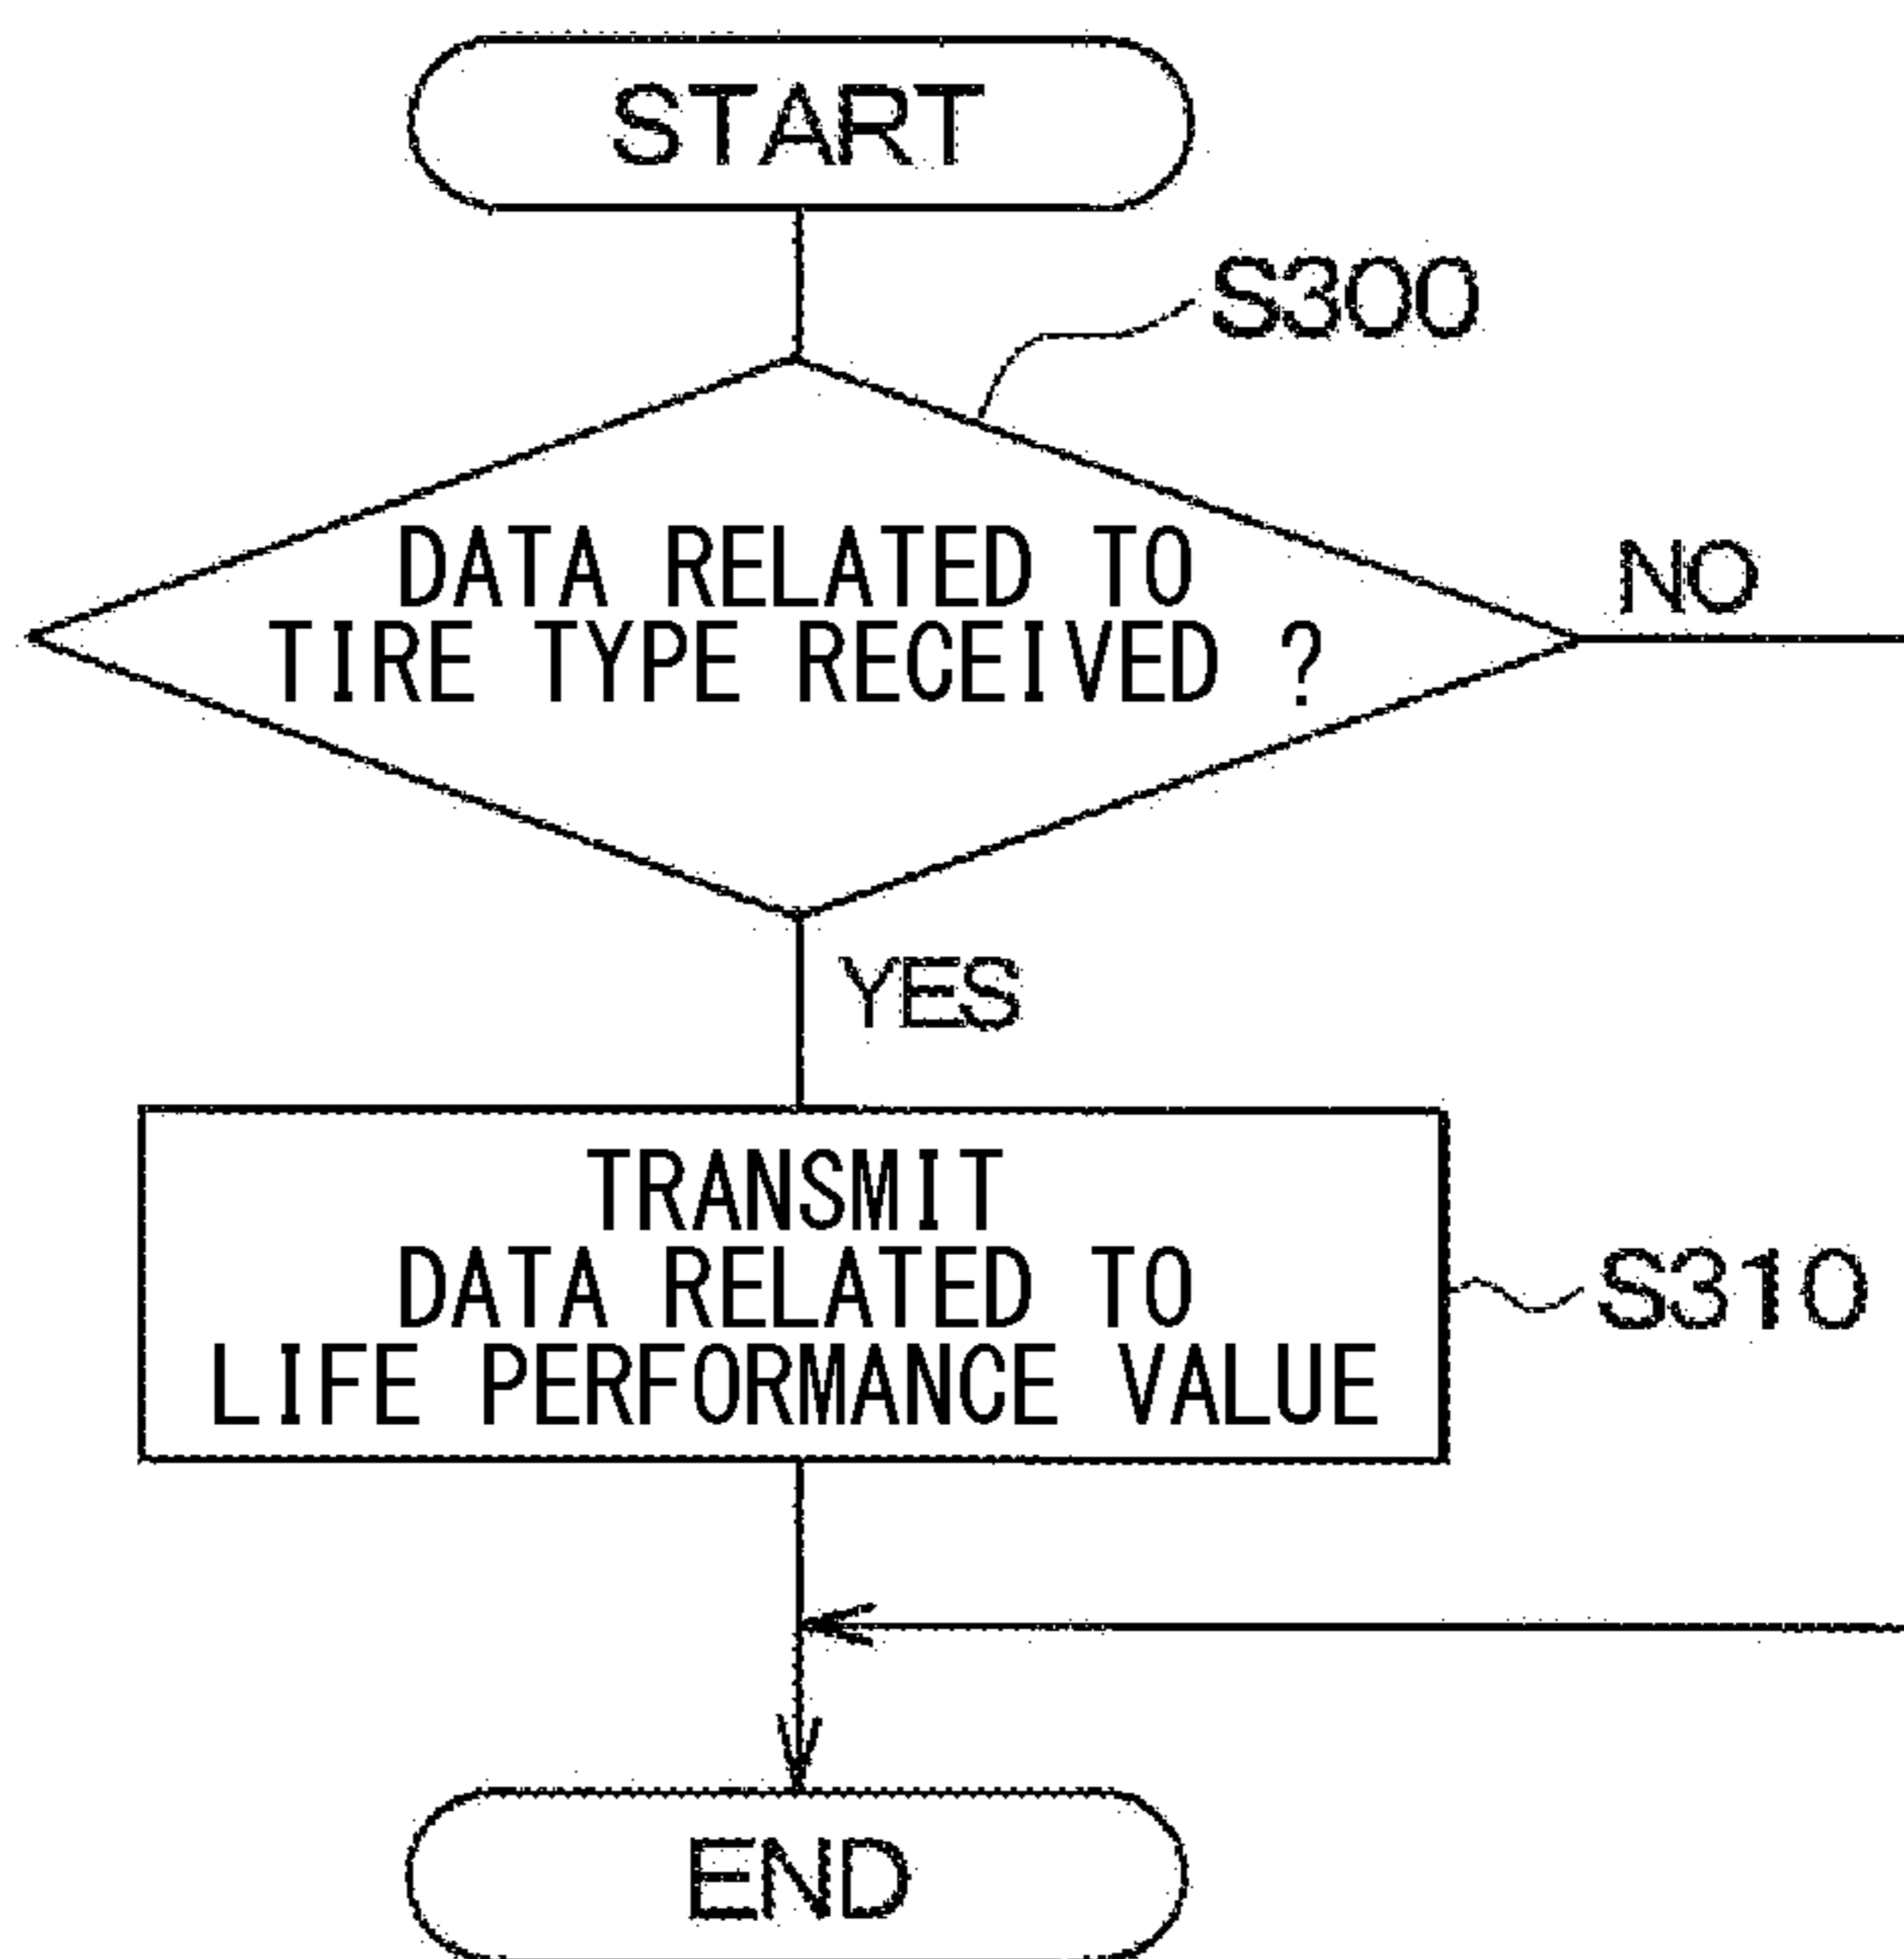 START
S300
DATA RELATED TO
TIRE TYPE RECEIVED ?
NO
YES
TRANSMIT
DATA RELATED TO
LIFE PERFORMANCE VALUE
S310
END